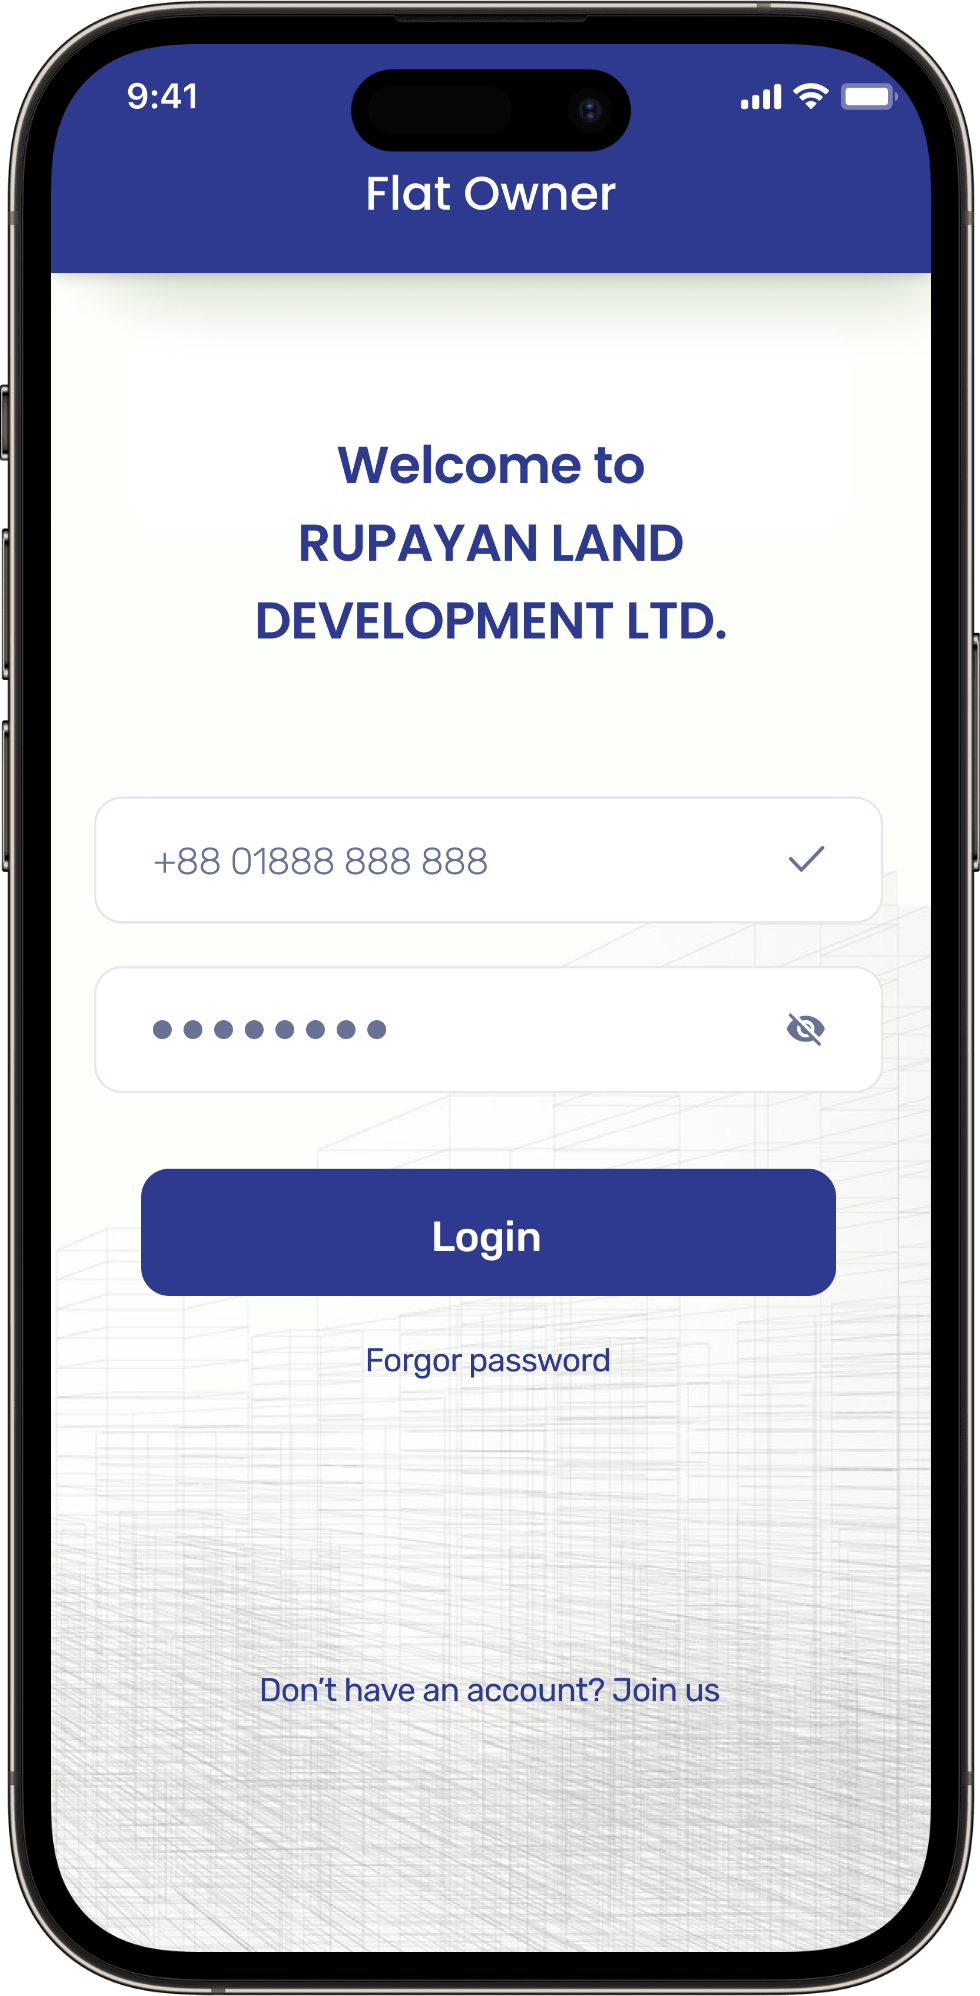 9:41
Flat Owner
Welcome to
RUPAYAN LAND
DEVELOPMENT LTD.
+88 01888 888 888
Login
Forgor password
Don't have an account? Join us